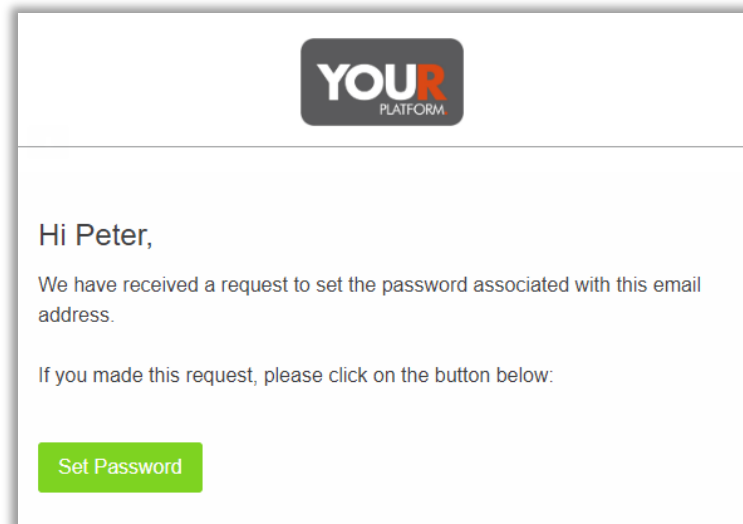 YOUR
PLATFORM.
Hi Peter,
We have received a request to set the password associated with this email
address.
If you made this request, please click on the button below:
Set Password